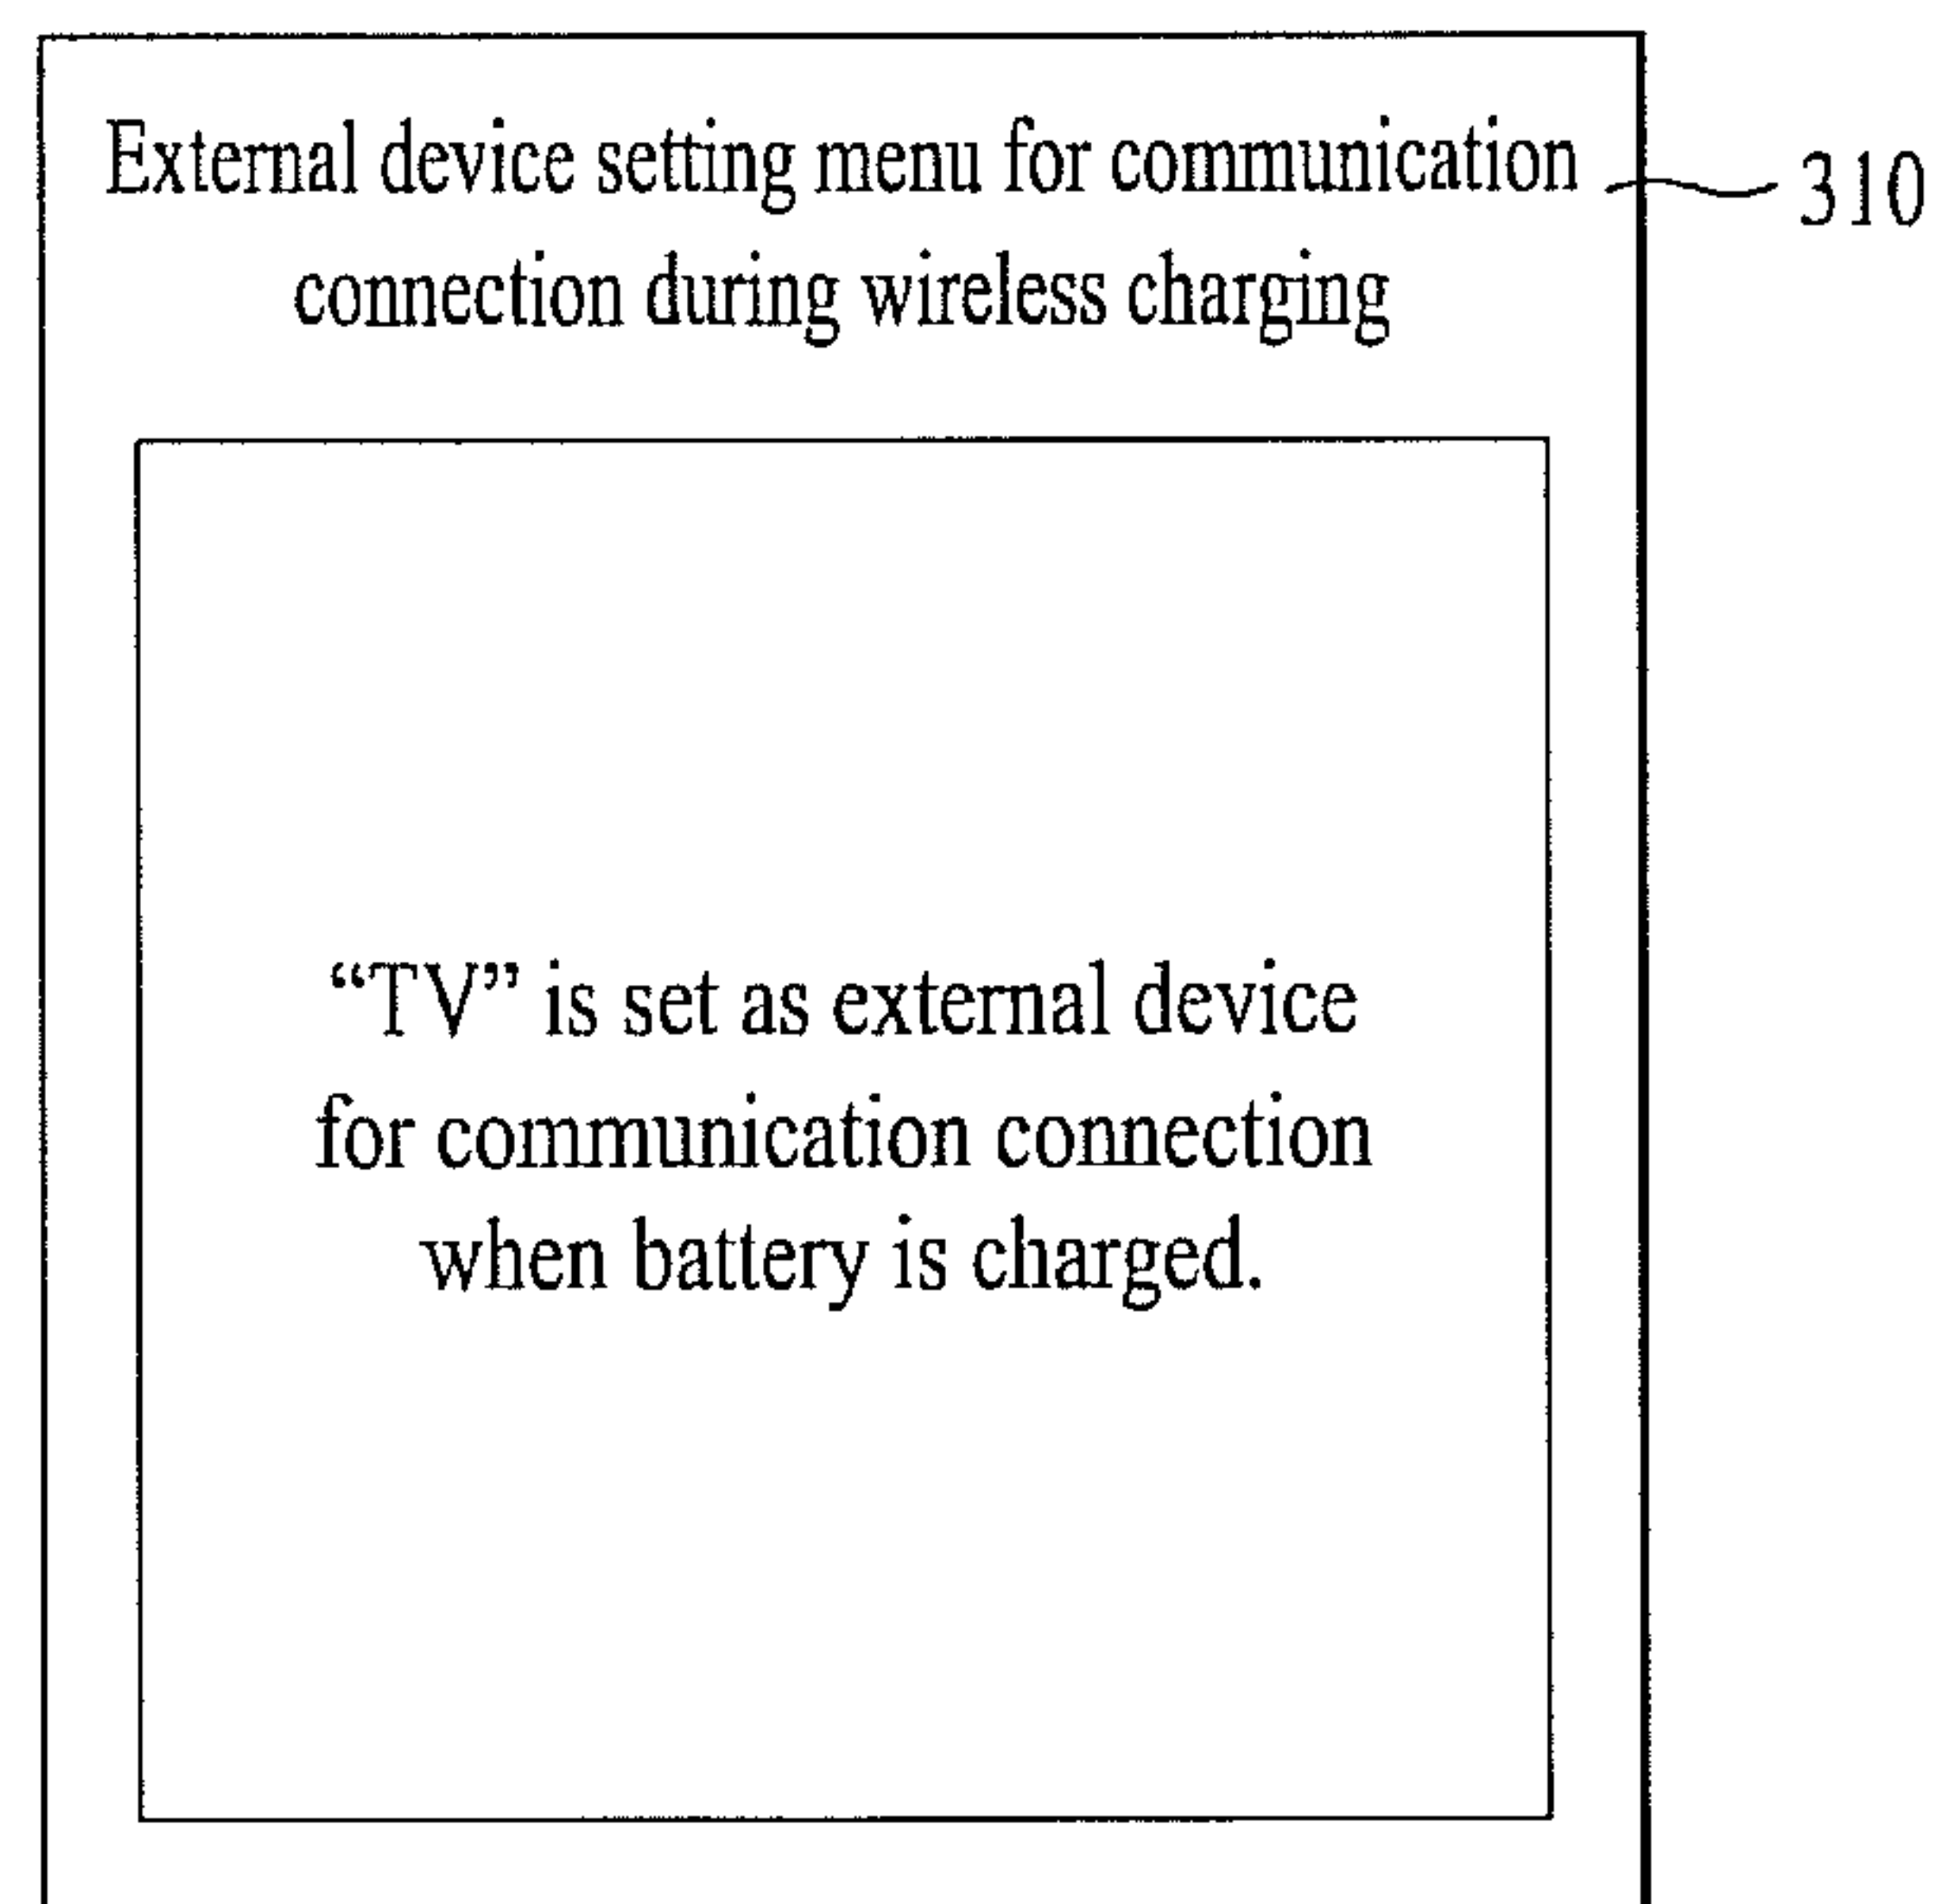 External device setting menu for communication 310
connection during wireless charging
“TV” is set as external device
for communication connection
when battery is charged.